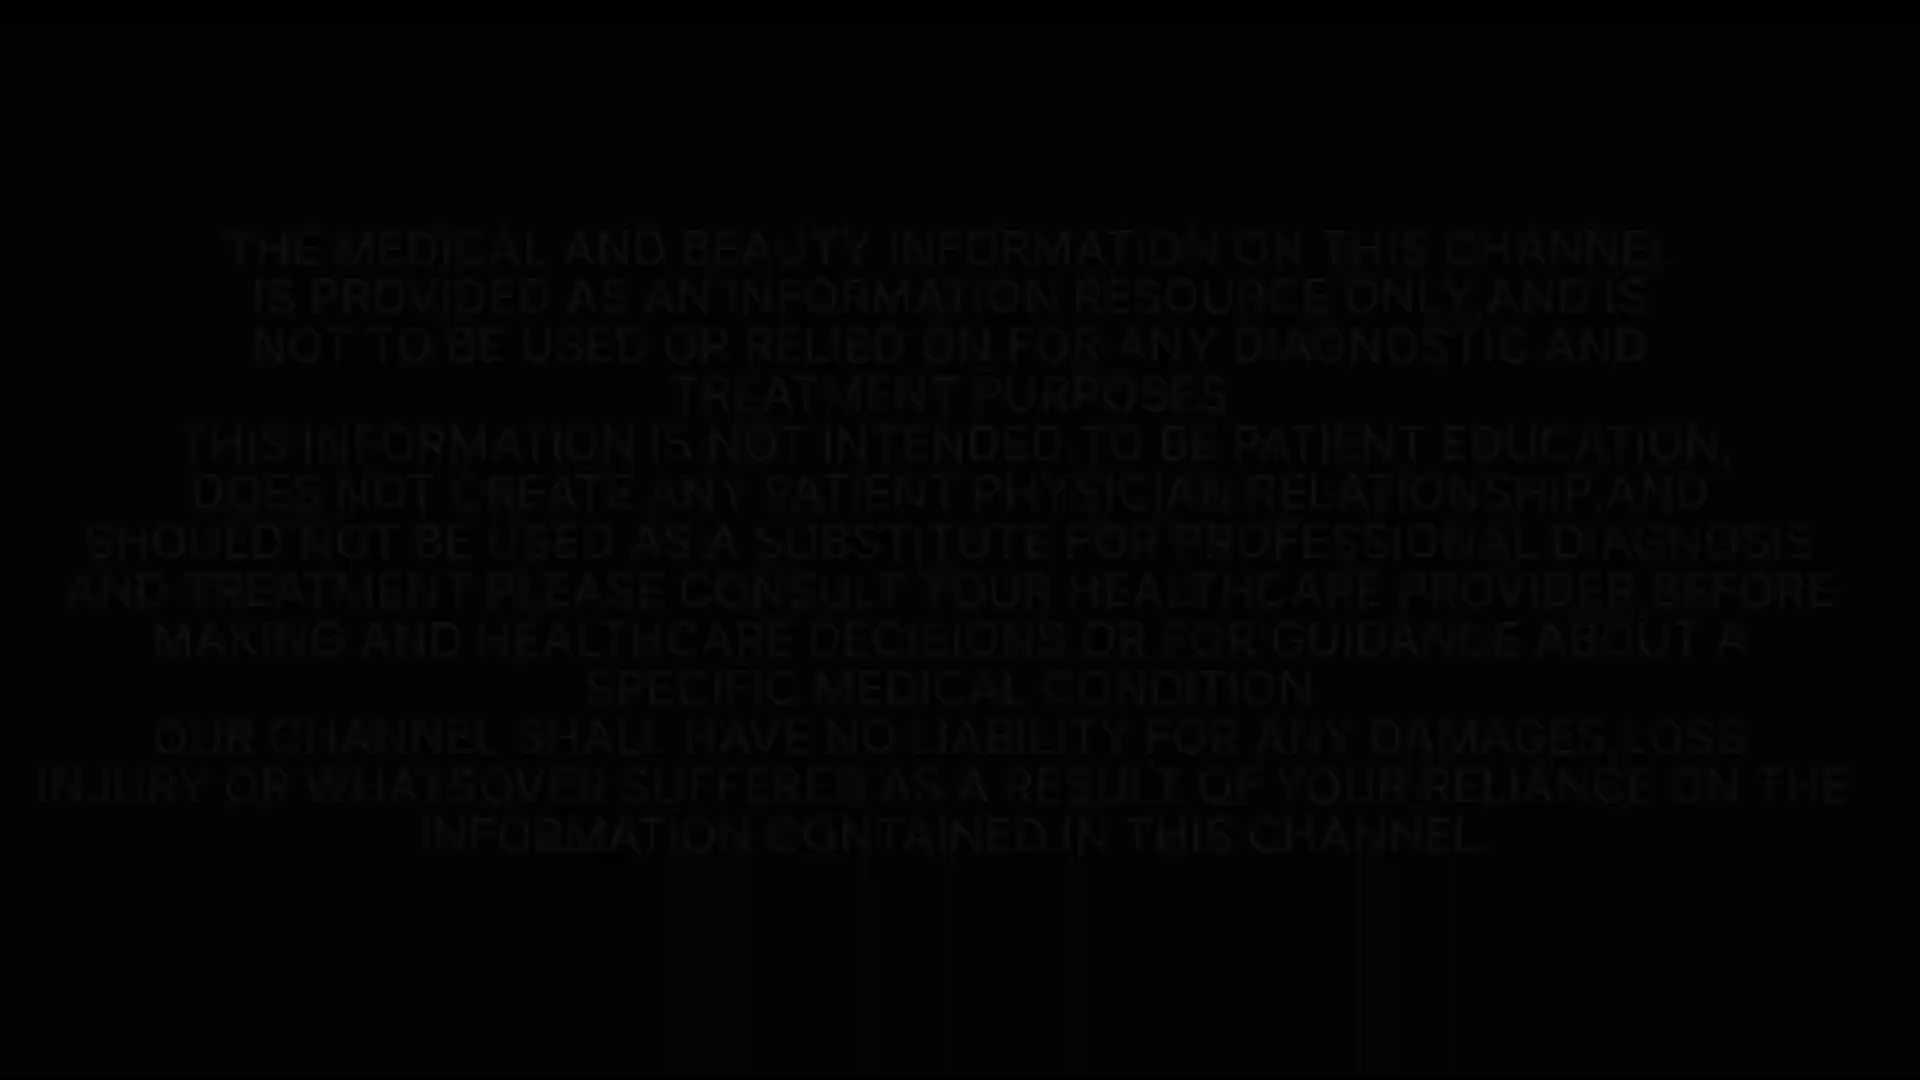 THE MEDICAL AND BEAUTY INFORMATION ON THIS CHANNEL
IS PROVIDED AS AN INFORMATION RESOURCE ONLY,AND IS
NOT TO BE USED OR RELIED ON FOR ANY DIAGNOSTIC AND
TREATMENT PURPOSES
THIS INFORMATION IS NOT INTENDED TO BE PATIENT EDUCATION,
DOES NOT CREATE ANY PATIENT PHYSICIAN RELATIONSHIP,AND
SHOULD NOT BE USED AS A SUBSTITUTE FOR PROFESSIONAL DIAGNOSIS
AND TREATMENT PLEASE CONSULT YOUR HEALTHCARE PROVIDER BEFORE
MAKING AND HEALTHCARE DECISIONS OR FOR GUIDANCE ABOUT A
SPECIFIC MEDICAL CONDITION
OUR CHANNEL SHALL HAVE NO LIABILITY FOR ANY DAMAGES,LOSS
INJURY OR WHATSOVER SUFFERED AS A RESULT OF YOUR RELIANCE ON THE
INFORMATION CONTAINED IN THIS CHANNEL